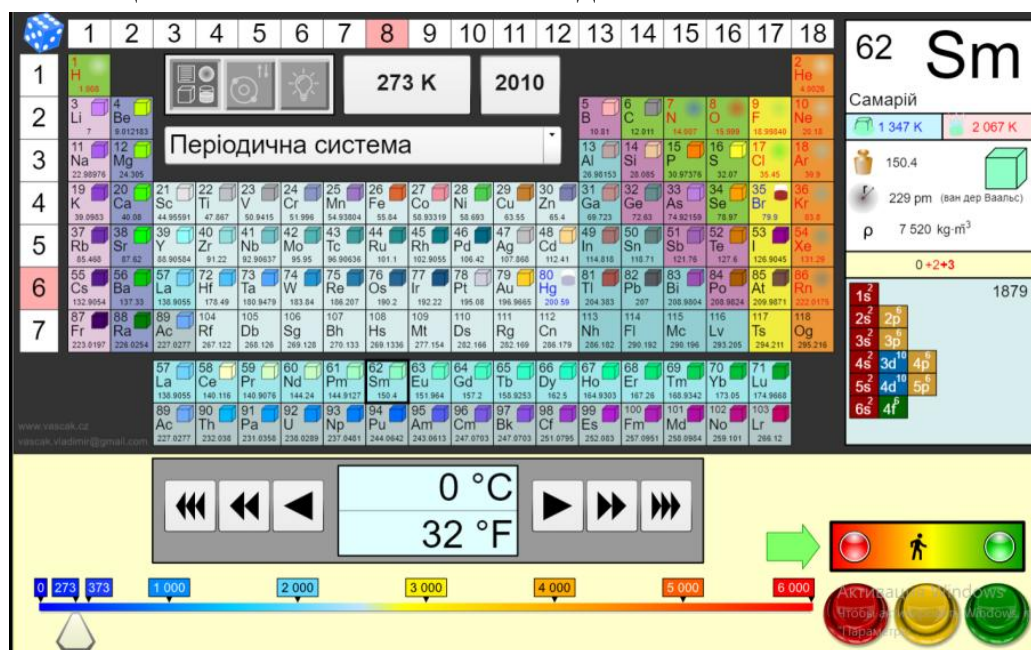 1 2 3 4 5 6 7 8 9 10 11 12 13 14 15 16 17 18
1
2
3
4
5
6
7
273 K
2010
Періодична система
1 H 1.008
2 He 4.0026
3 Li 7
4 Be 9.012183
5 B 10.81
6 C 12.011
7 N 14.007
8 O 15.999
9 F 18.99840
10 Ne 20.18
11 Na 22.98976
12 Mg 24.305
13 Al 26.98153
14 Si 28.085
15 P 30.97376
16 S 32.07
17 Cl 35.45
18 Ar 39.9
19 K 39.0983
20 Ca 40.08
21 Sc 44.95591
22 Ti 47.867
23 V 50.9415
24 Cr 51.996
25 Mn 54.93804
26 Fe 55.84
27 Co 58.93319
28 Ni 58.693
29 Cu 63.55
30 Zn 65.4
31 Ga 69.723
32 Ge 72.63
33 As 74.92159
34 Se 78.97
35 Br 79.9
36 Kr 83.8
37 Rb 85.468
38 Sr 87.62
39 Y 88.90584
40 Zr 91.22
41 Nb 92.90637
42 Mo 95.95
43 Tc 96.90636
44 Ru 101.1
45 Rh 102.9055
46 Pd 106.42
47 Ag 107.868
48 Cd 112.41
49 In 114.818
50 Sn 118.71
51 Sb 121.76
52 Te 127.6
53 I 126.9045
54 Xe 131.29
55 Cs 132.9054
56 Ba 137.33
57 La 138.9055
72 Hf 178.49
73 Ta 180.9479
74 W 183.84
75 Re 186.207
76 Os 190.2
77 Ir 192.22
78 Pt 195.08
79 Au 196.9665
80 Hg 200.59
81 Tl 204.383
82 Pb 207
83 Bi 208.9804
84 Po 208.9824
85 At 209.9871
86 Rn 222.0175
87 Fr 223.0197
88 Ra 226.0254
89 Ac 227.0277
104 Rf 267.122
105 Db 268.126
106 Sg 269.128
107 Bh 270.133
108 Hs 269.1336
109 Mt 277.154
110 Ds 282.166
111 Rg 282.169
112 Cn 286.179
113 Nh 286.182
114 Fl 290.192
115 Mc 290.196
116 Lv 293.205
117 Ts 294.211
118 Og 295.216
57 La 138.9055
58 Ce 140.116
59 Pr 140.9076
60 Nd 144.24
61 Pm 144.9127
62 Sm 150.4
63 Eu 151.964
64 Gd 157.2
65 Tb 158.9253
66 Dy 162.5
67 Ho 164.9303
68 Er 167.26
69 Tm 168.9342
70 Yb 173.05
71 Lu 174.9668
89 Ac 227.0277
90 Th 232.038
91 Pa 231.0358
92 U 238.0289
93 Np 237.0481
94 Pu 244.0642
95 Am 243.0613
96 Cm 247.0703
97 Bk 247.0703
98 Cf 251.0795
99 Es 252.083
100 Fm 257.0951
101 Md 258.0984
102 No 259.101
103 Lr 266.12
www.vascak.cz
vascak.vladimir@gmail.com
62 Sm
Самарій
1 347 K 2 067 K
150.4
229 pm (ван дер Ваальс)
ρ 7 520 kg·m³
0 +2 +3
1s² 1879
2s² 2p⁶
3s² 3p⁶
4s² 3d¹⁰ 4p⁶
5s² 4d¹⁰ 5p⁶
6s² 4f⁶
0 °C
32 °F
0 273 373 1 000 2 000 3 000 4 000 5 000 6 000
Активация Windows
Чтобы активировать Windows,
Параметр